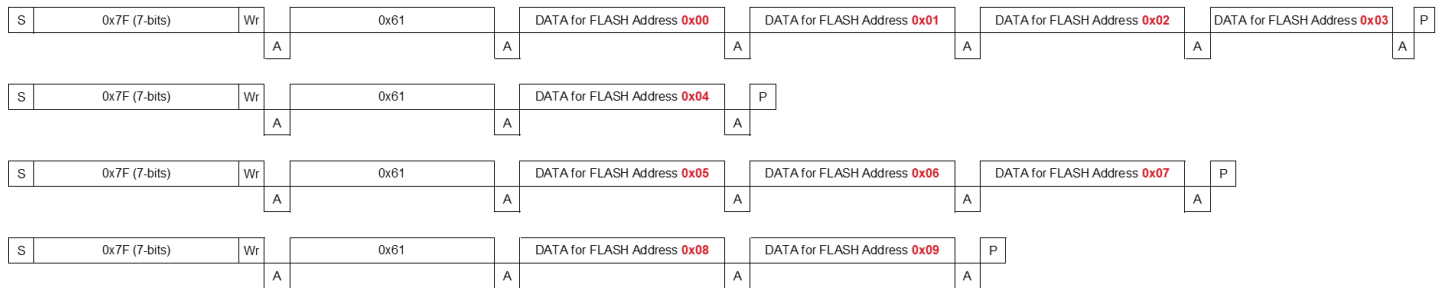 S 0x7F (7-bits) Wr 0x61 DATA for FLASH Address 0x00 DATA for FLASH Address 0x01 DATA for FLASH Address 0x02 DATA for FLASH Address 0x03 P
A A A A A A
S 0x7F (7-bits) Wr 0x61 DATA for FLASH Address 0x04 P
A A A
S 0x7F (7-bits) Wr 0x61 DATA for FLASH Address 0x05 DATA for FLASH Address 0x06 DATA for FLASH Address 0x07 P
A A A A A
S 0x7F (7-bits) Wr 0x61 DATA for FLASH Address 0x08 DATA for FLASH Address 0x09 P
A A A A